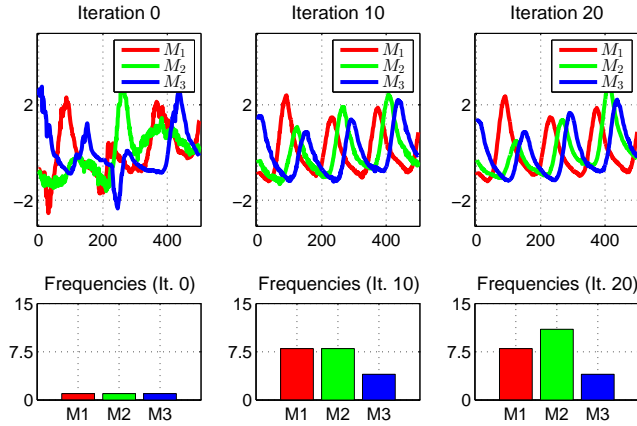 Iteration 0
Iteration 10
Iteration 20
2
−2
0 200 400
M1
M2
M3
2
−2
0 200 400
M1
M2
M3
2
−2
0 200 400
M1
M2
M3
Frequencies (It. 0)
Frequencies (It. 10)
Frequencies (It. 20)
15
7.5
0
M1 M2 M3
15
7.5
0
M1 M2 M3
15
7.5
0
M1 M2 M3